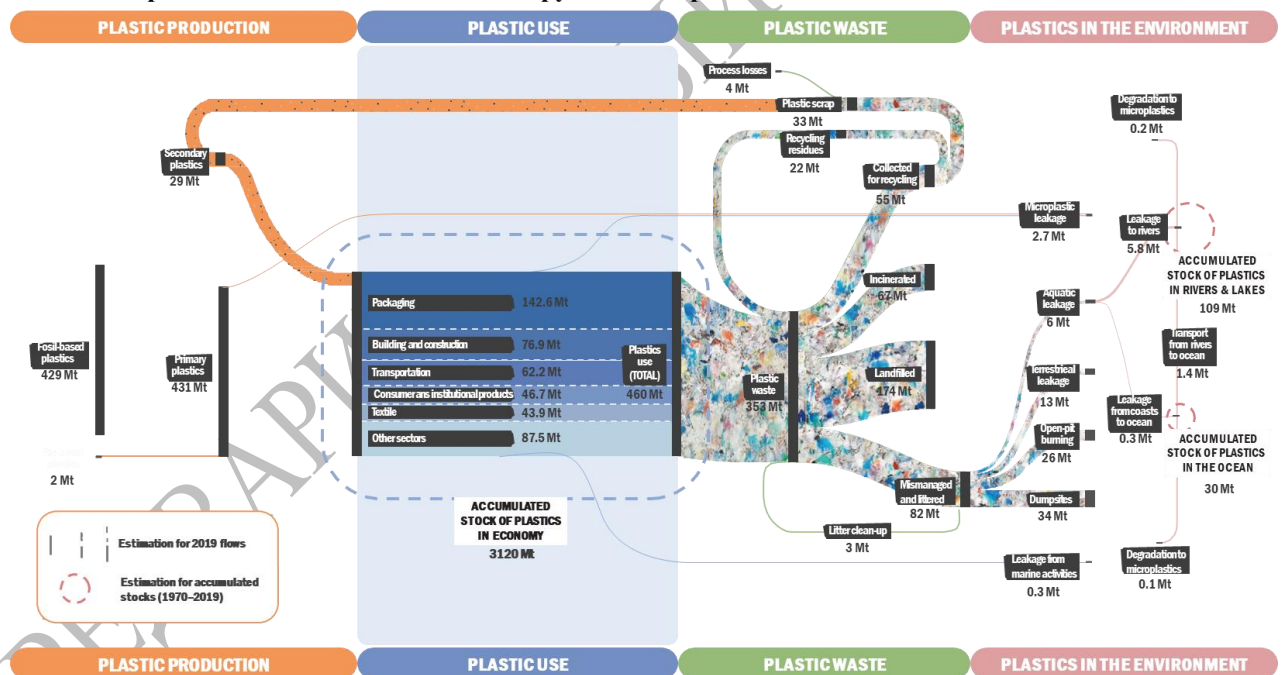 PLASTIC PRODUCTION
PLASTIC USE
PLASTIC WASTE
PLASTICS IN THE ENVIRONMENT
Process losses
4 Mt
Plastic scrap
33 Mt
Recycling
residues
22 Mt
Collected
for recycling
55 Mt
Secondary
plastics
29 Mt
Degradation to
microplastics
0.2 Mt
Microplastic
leakage
2.7 Mt
Leakage
to rivers
5.8 Mt
ACCUMULATED
STOCK OF PLASTICS
IN RIVERS & LAKES
109 Mt
Fosil-based
plastics
429 Mt
Primary
plastics
431 Mt
2 Mt
Packaging 142.6 Mt
Building and construction 76.9 Mt
Transportation 62.2 Mt
Consumer ans institutional products 46.7 Mt
Textile 43.9 Mt
Other sectors 87.5 Mt
Plastics
use
(TOTAL)
460 Mt
Plastic
waste
353 Mt
Incinerated
67 Mt
Landfilled
174 Mt
Mismanaged
and littered
82 Mt
Litter clean-up
3 Mt
Aquatic
leakage
6 Mt
Terrestrieal
leakage
13 Mt
Open-pit
burning
26 Mt
Dumpsites
34 Mt
Transport
from rivers
to ocean
1.4 Mt
Leakage
from coasts
to ocean
0.3 Mt
ACCUMULATED
STOCK OF PLASTICS
IN THE OCEAN
30 Mt
Leakage from
marine activities
0.3 Mt
Degradation to
microplastics
0.1 Mt
ACCUMULATED
STOCK OF PLASTICS
IN ECONOMY
3120 Mt
Estimation for 2019 flows
Estimation for accumulated
stocks (1970–2019)
PLASTIC PRODUCTION
PLASTIC USE
PLASTIC WASTE
PLASTICS IN THE ENVIRONMENT